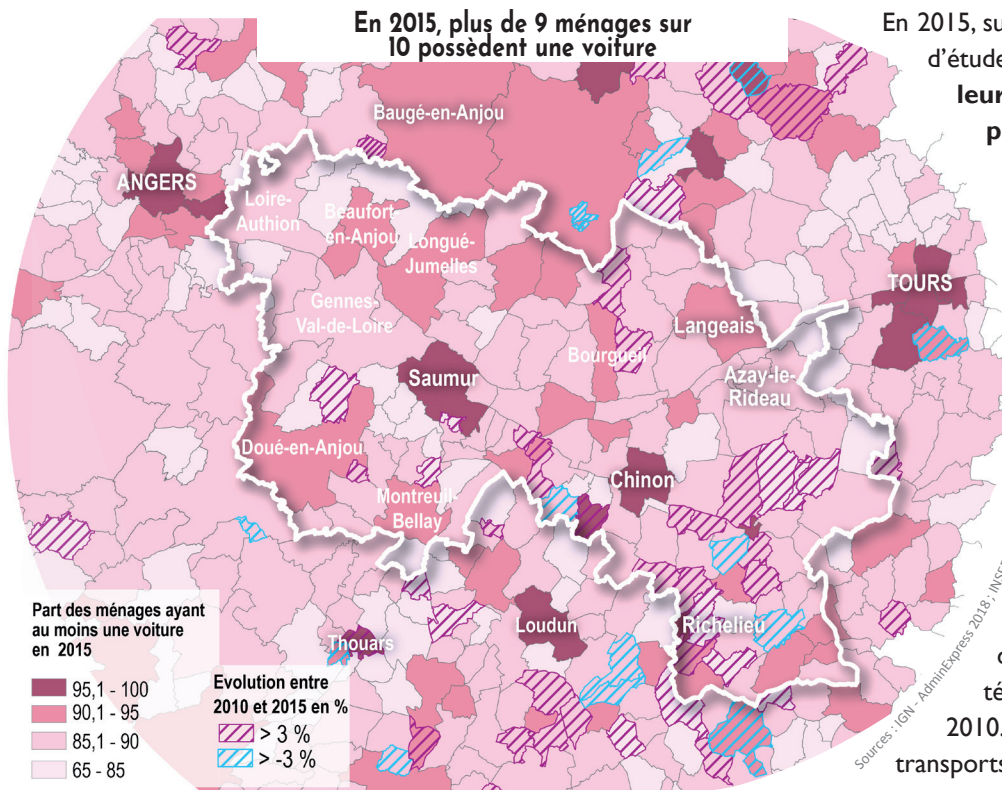 En 2015, plus de 9 ménages sur
10 possèdent une voiture
En 2015, su
d'étude
leur
p
Baugé-en-Anjou
ANGERS
Loire-
Authion
Beaufort-
en-Anjou
Longué-
Jumelles
TOURS
Gennes-
Val-de-Loire
Langeais
Bourgueil
Saumur
Azay-le-
Rideau
Doué-en-Anjou
Chinon
Montreuil-
Bellay
Part des ménages ayant
au moins une voiture
en 2015
95,1 - 100
90,1 - 95
85,1 - 90
65 - 85
Thouars
Loudun
Richelieu
Evolution entre
2010 et 2015 en %
> 3 %
> -3 %
Sources : IGN - AdminExpress 2018 ; INSEE
té
2010.
transports